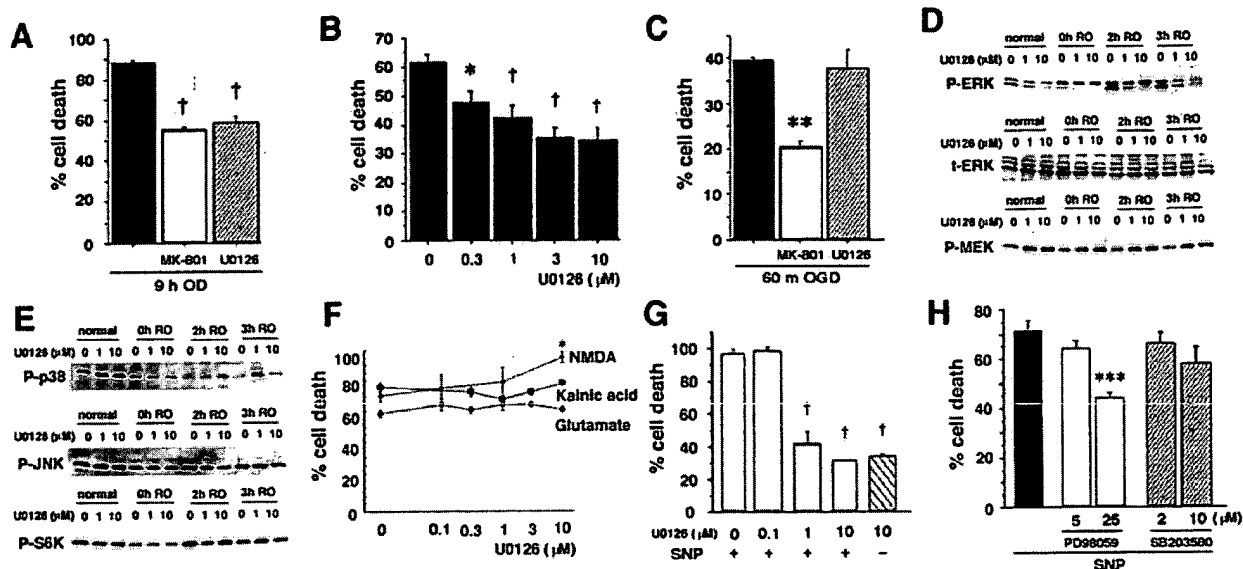 A
% cell death
100
80
60
40
20
0
†
†
MK-801 U0126
9 h OD
B
% cell death
70
60
50
40
30
20
10
0
*
†
†
†
0 0.3 1 3 10
U0126 ( μM)
C
% cell death
40
30
20
10
0
**
MK-801 U0126
60 m OGD
D
normal 0h RO 2h RO 3h RO
U0126 (μM) 0 1 10 0 1 10 0 1 10 0 1 10
P-ERK
normal 0h RO 2h RO 3h RO
U0126 (μM) 0 1 10 0 1 10 0 1 10 0 1 10
t-ERK
normal 0h RO 2h RO 3h RO
U0126 (μM) 0 1 10 0 1 10 0 1 10 0 1 10
P-MEK
E
normal 0h RO 2h RO 3h RO
U0126 (μM) 0 1 10 0 1 10 0 1 10 0 1 10
P-p38
normal 0h RO 2h RO 3h RO
U0126 (μM) 0 1 10 0 1 10 0 1 10 0 1 10
P-JNK
normal 0h RO 2h RO 3h RO
U0126 (μM) 0 1 10 0 1 10 0 1 10 0 1 10
P-S6K
F
% cell death
100
80
60
40
20
0
*
NMDA
Kainic acid
Glutamate
0 0.1 0.3 1 3 10
U0126 ( μM)
G
% cell death
100
80
60
40
20
0
†
†
†
U0126 (μM) 0 0.1 1 10 10
SNP + + + + –
H
% cell death
80
60
40
20
0
***
5 25 2 10 (μM)
PD98059 SB203580
SNP